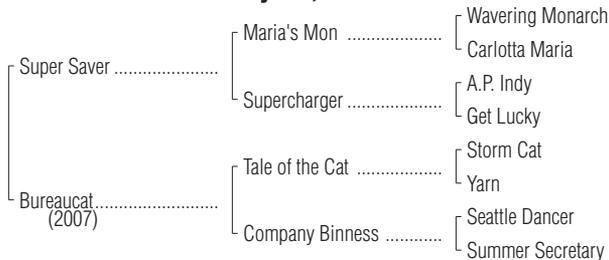 Wavering Monarch
Maria's Mon ..................
Carlotta Maria
Super Saver ......................
A.P. Indy
Supercharger ..................
Get Lucky
Storm Cat
Tale of the Cat ................
Yarn
Bureaucat..........................
(2007)
Seattle Dancer
Company Binness ...........
Summer Secretary